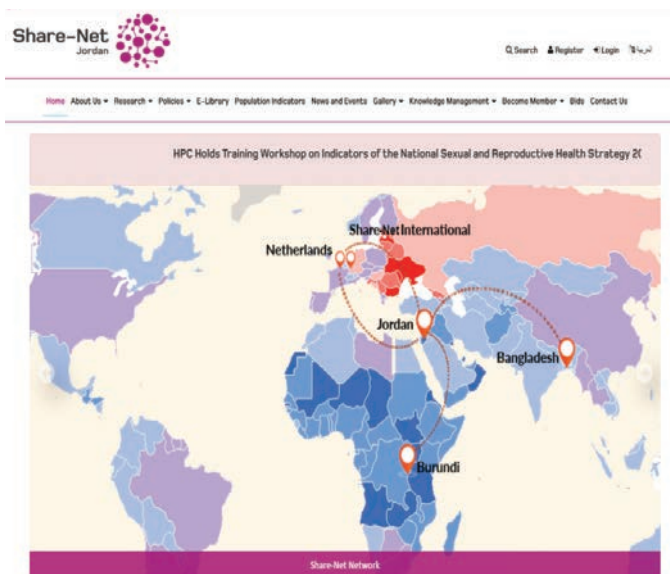 Share-Net
Jordan
Search Register Login العربية
Home About Us Research Policies E-Library Population Indicators News and Events Gallery Knowledge Management Become Member Bids Contact Us
HPC Holds Training Workshop on Indicators of the National Sexual and Reproductive Health Strategy 20
Share-Net International
Netherlands
Jordan
Bangladesh
Burundi
Share-Net Network